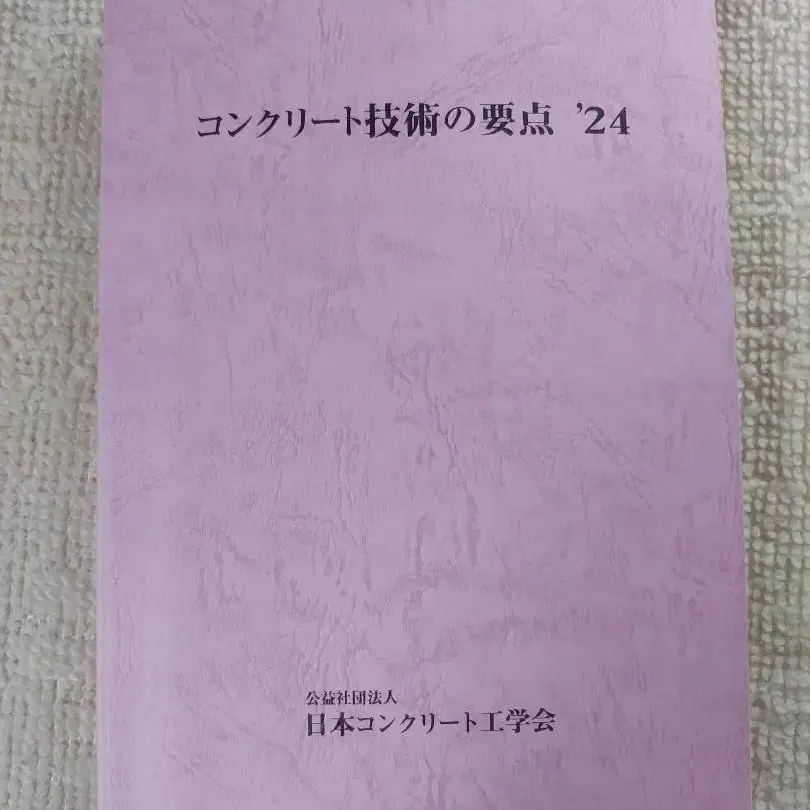 コンクリート技術の要点 ’24
公益社団法人
日本コンクリート工学会